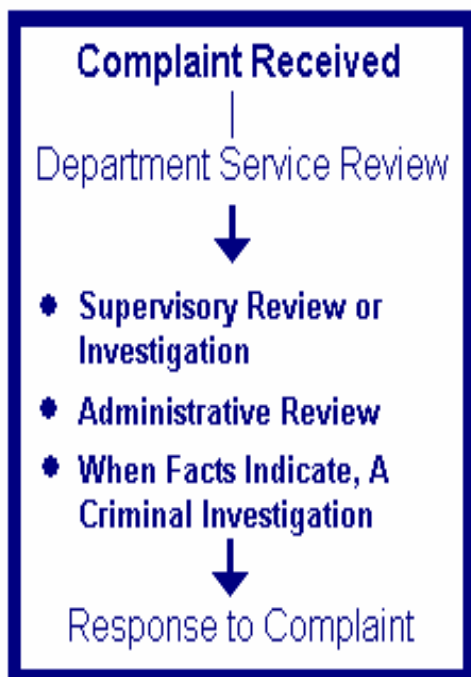 Complaint Received
Department Service Review
• Supervisory Review or
Investigation
• Administrative Review
• When Facts Indicate, A
Criminal Investigation
Response to Complaint